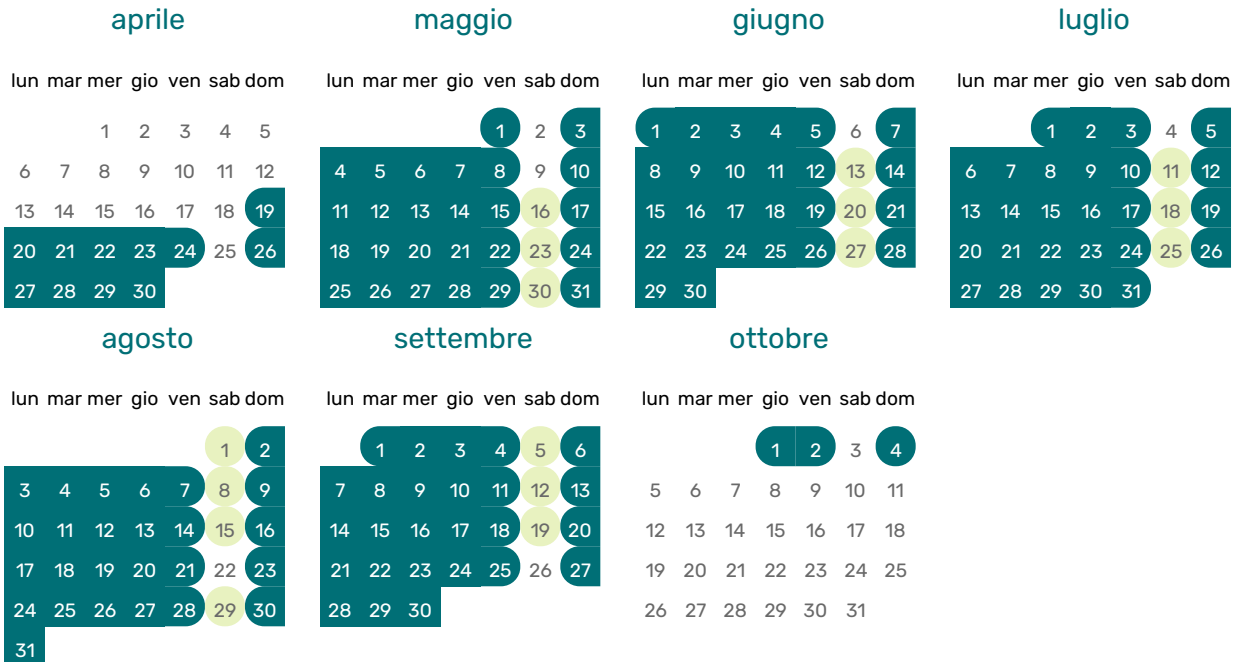 aprile
lun mar mer gio ven sab dom
1 2 3 4 5
6 7 8 9 10 11 12
13 14 15 16 17 18 19
20 21 22 23 24 25 26
27 28 29 30
maggio
lun mar mer gio ven sab dom
1 2 3
4 5 6 7 8 9 10
11 12 13 14 15 16 17
18 19 20 21 22 23 24
25 26 27 28 29 30 31
giugno
lun mar mer gio ven sab dom
1 2 3 4 5 6 7
8 9 10 11 12 13 14
15 16 17 18 19 20 21
22 23 24 25 26 27 28
29 30
luglio
lun mar mer gio ven sab dom
1 2 3 4 5
6 7 8 9 10 11 12
13 14 15 16 17 18 19
20 21 22 23 24 25 26
27 28 29 30 31
agosto
lun mar mer gio ven sab dom
1 2
3 4 5 6 7 8 9
10 11 12 13 14 15 16
17 18 19 20 21 22 23
24 25 26 27 28 29 30
31
settembre
lun mar mer gio ven sab dom
1 2 3 4 5 6
7 8 9 10 11 12 13
14 15 16 17 18 19 20
21 22 23 24 25 26 27
28 29 30
ottobre
lun mar mer gio ven sab dom
1 2 3 4
5 6 7 8 9 10 11
12 13 14 15 16 17 18
19 20 21 22 23 24 25
26 27 28 29 30 31